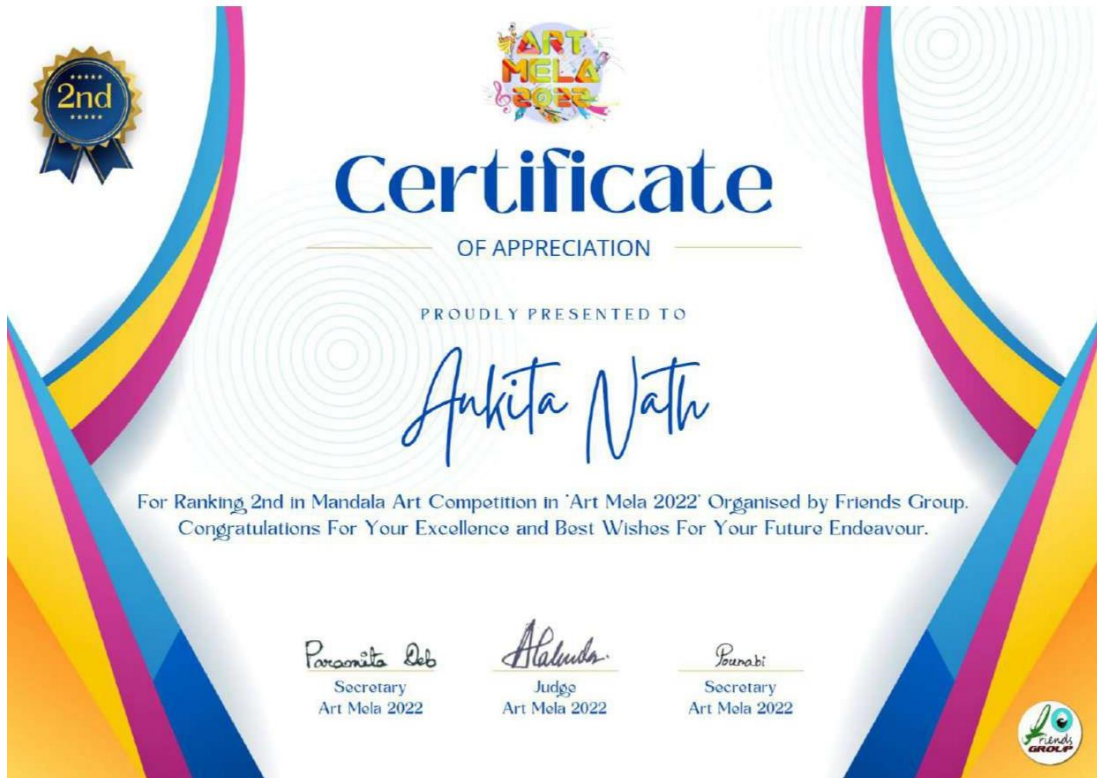 2nd
ART
MELA
2022
Certificate
OF APPRECIATION
PROUDLY PRESENTED TO
Ankita Nath
For Ranking 2nd in Mandala Art Competition in 'Art Mela 2022' Organised by Friends Group.
Congratulations For Your Excellence and Best Wishes For Your Future Endeavour.
Paramita Deb
Secretary
Art Mela 2022
Judge
Art Mela 2022
Pournabi
Secretary
Art Mela 2022
Friends
GROUP